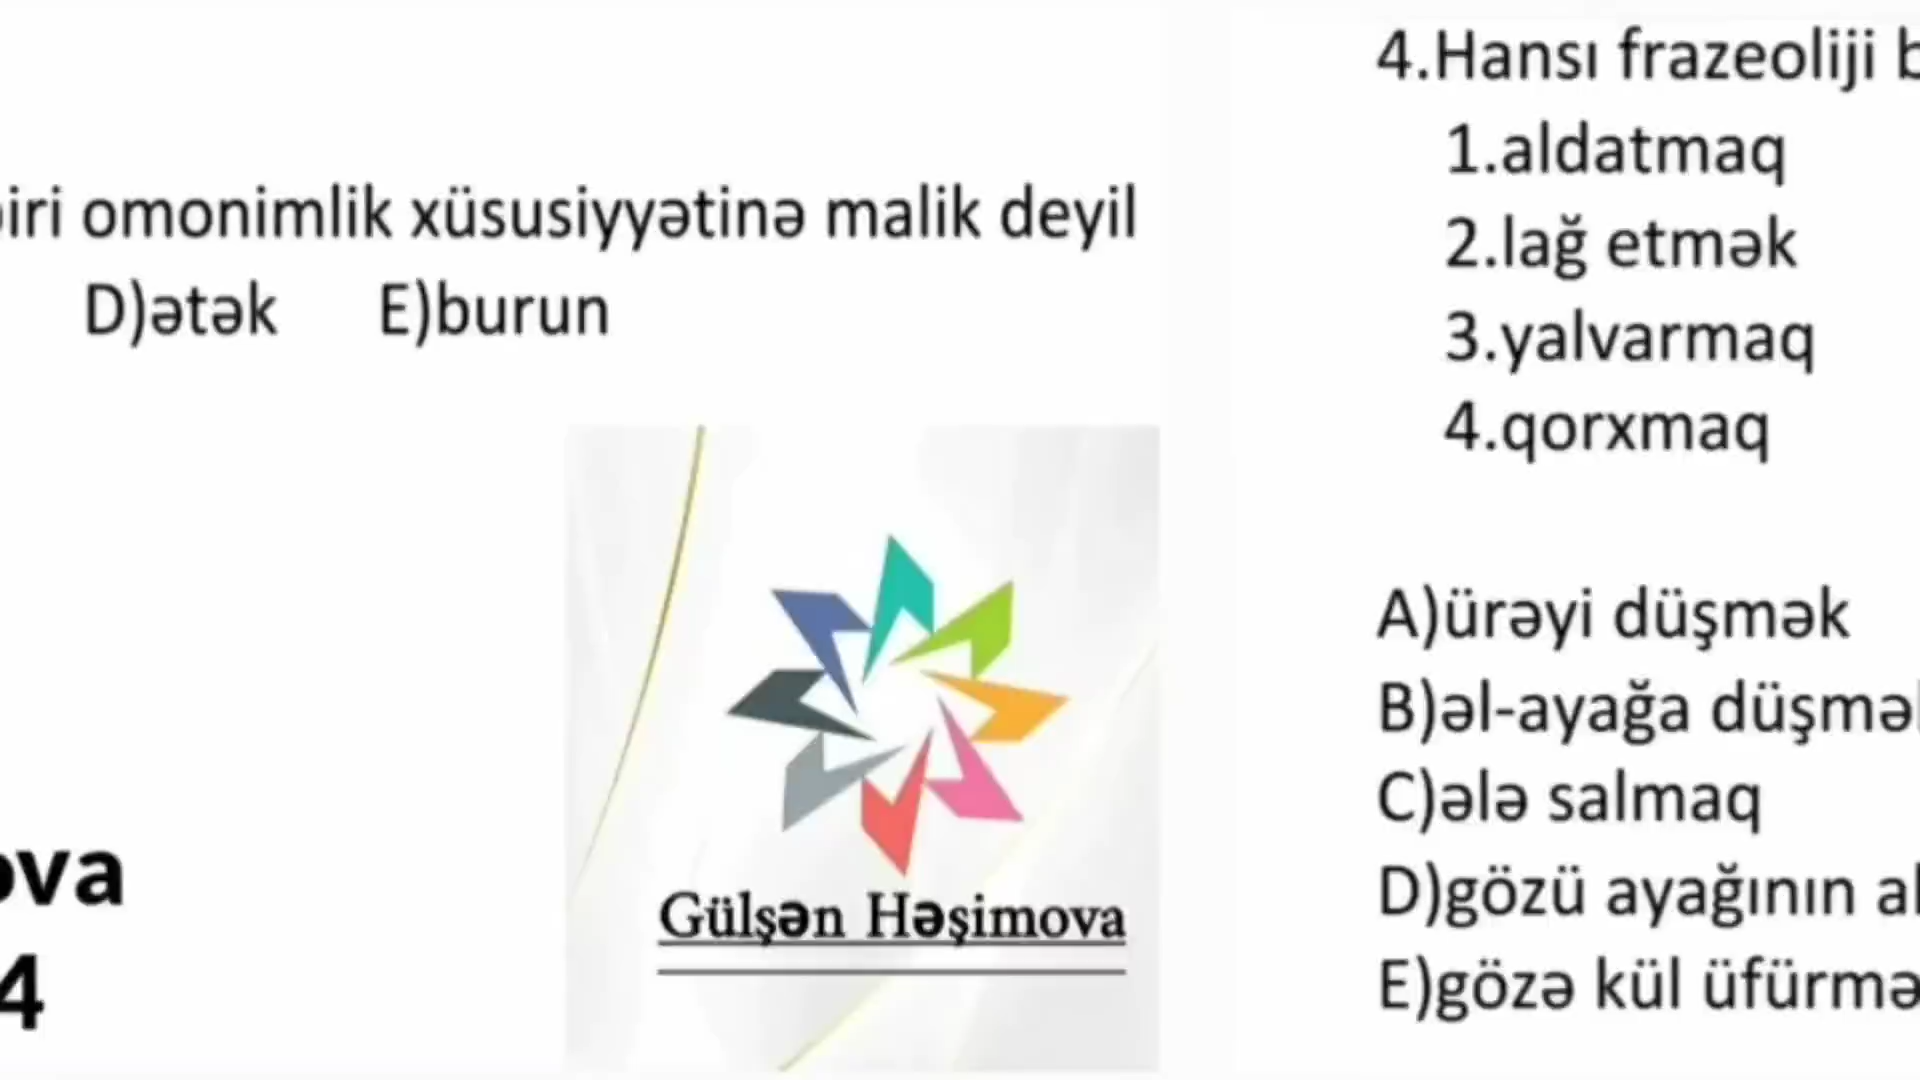 iri omonimlik xüsusiyyətinə malik deyil
D)ətək E)burun
ova
4
Gülşən Həşimova
4.Hansı frazeoliji
1.aldatmaq
2.lağ etmək
3.yalvarmaq
4.qorxmaq
A)ürəyi düşmək
B)əl-ayağa düşmə
C)ələ salmaq
D)gözü ayağının al
E)gözə kül üfürmə